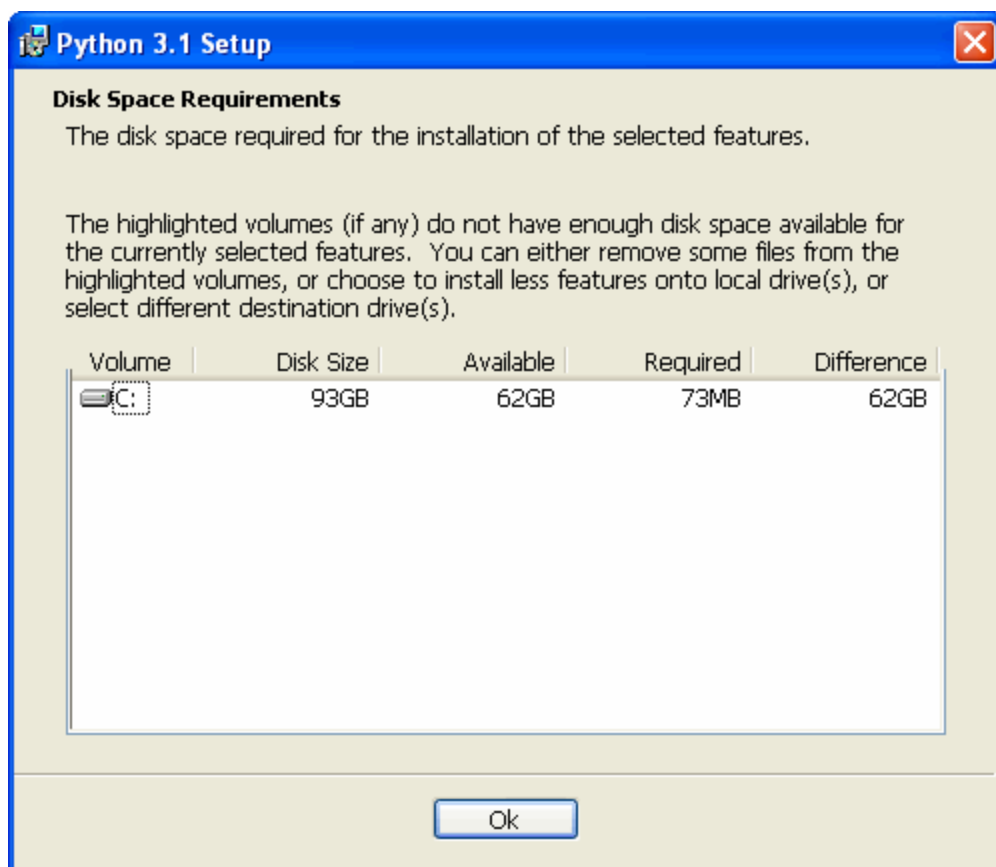 Python 3.1 Setup
Disk Space Requirements
The disk space required for the installation of the selected features.
The highlighted volumes (if any) do not have enough disk space available for
the currently selected features.  You can either remove some files from the
highlighted volumes, or choose to install less features onto local drive(s), or
select different destination drive(s).
Volume Disk Size Available Required Difference
C: 93GB 62GB 73MB 62GB
Ok